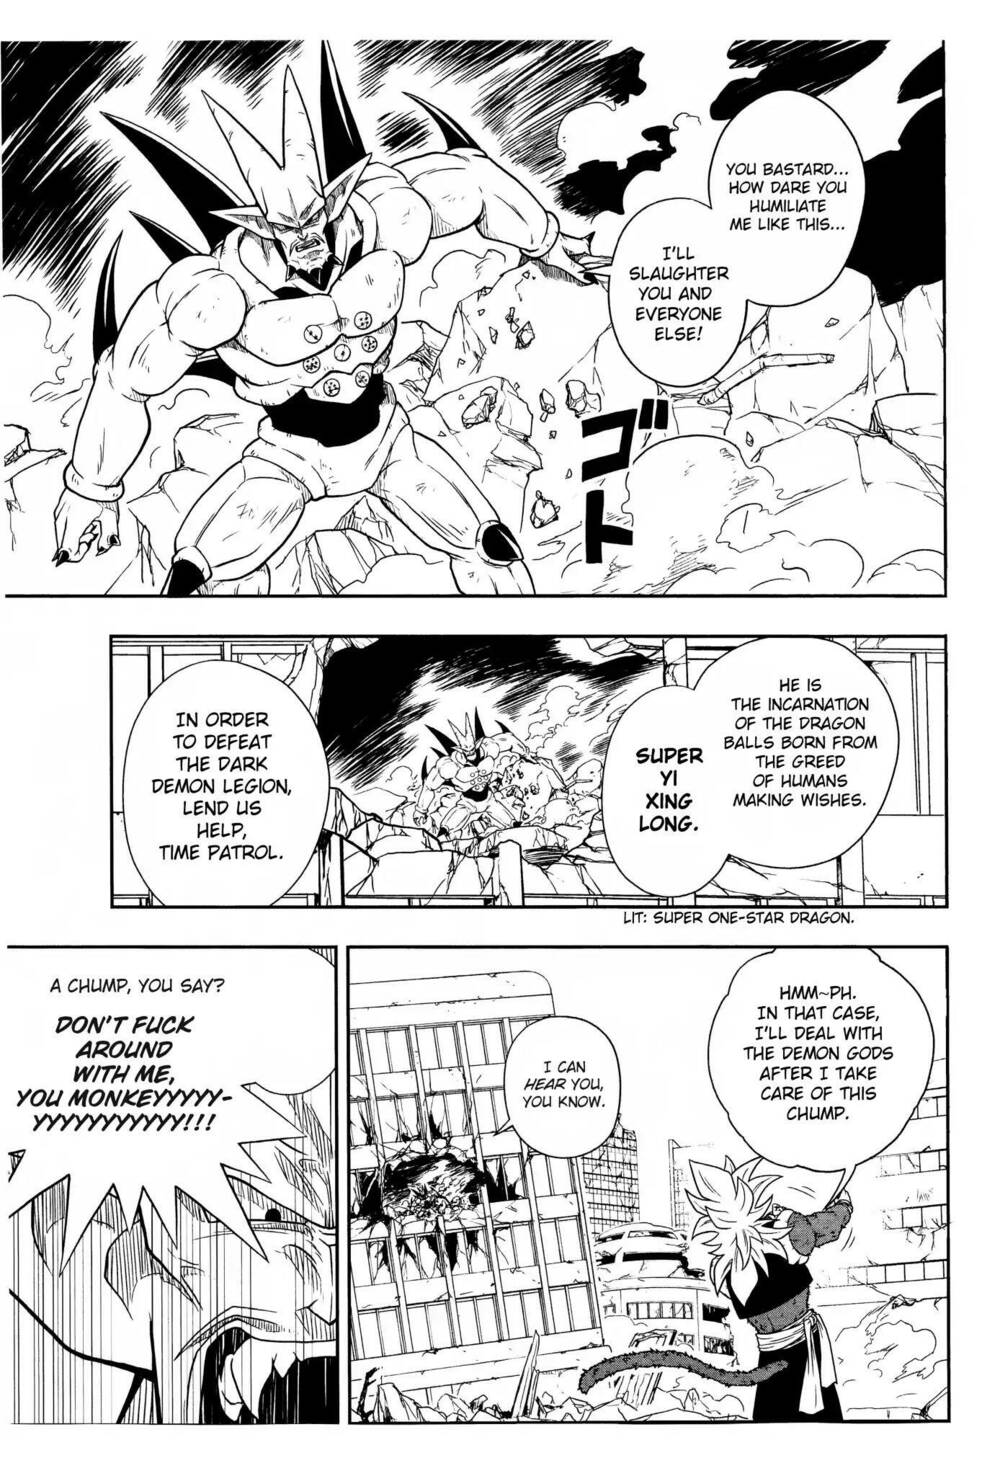 YOU BASTARD...
HOW DARE YOU
HUMILIATE
ME LIKE THIS...
I'LL
SLAUGHTER
YOU AND
EVERYONE
ELSE!
ゴ
ト
HE IS
THE INCARNATION
OF THE DRAGON
BALLS BORN FROM
THE GREED
OF HUMANS
MAKING WISHES.
SUPER
YI
XING
LONG.
IN ORDER
TO DEFEAT
THE DARK
DEMON LEGION,
LEND US
HELP,
TIME PATROL.
LIT: SUPER ONE-STAR DRAGON.
HMM~PH.
IN THAT CASE,
I'LL DEAL WITH
THE DEMON GODS
AFTER I TAKE
CARE OF THIS
CHUMP.
I CAN
HEAR YOU,
YOU KNOW.
A CHUMP, YOU SAY?
DON'T FUCK
AROUND
WITH ME,
YOU MONKEYYYYY-
YYYYYYYYYYYY!!!